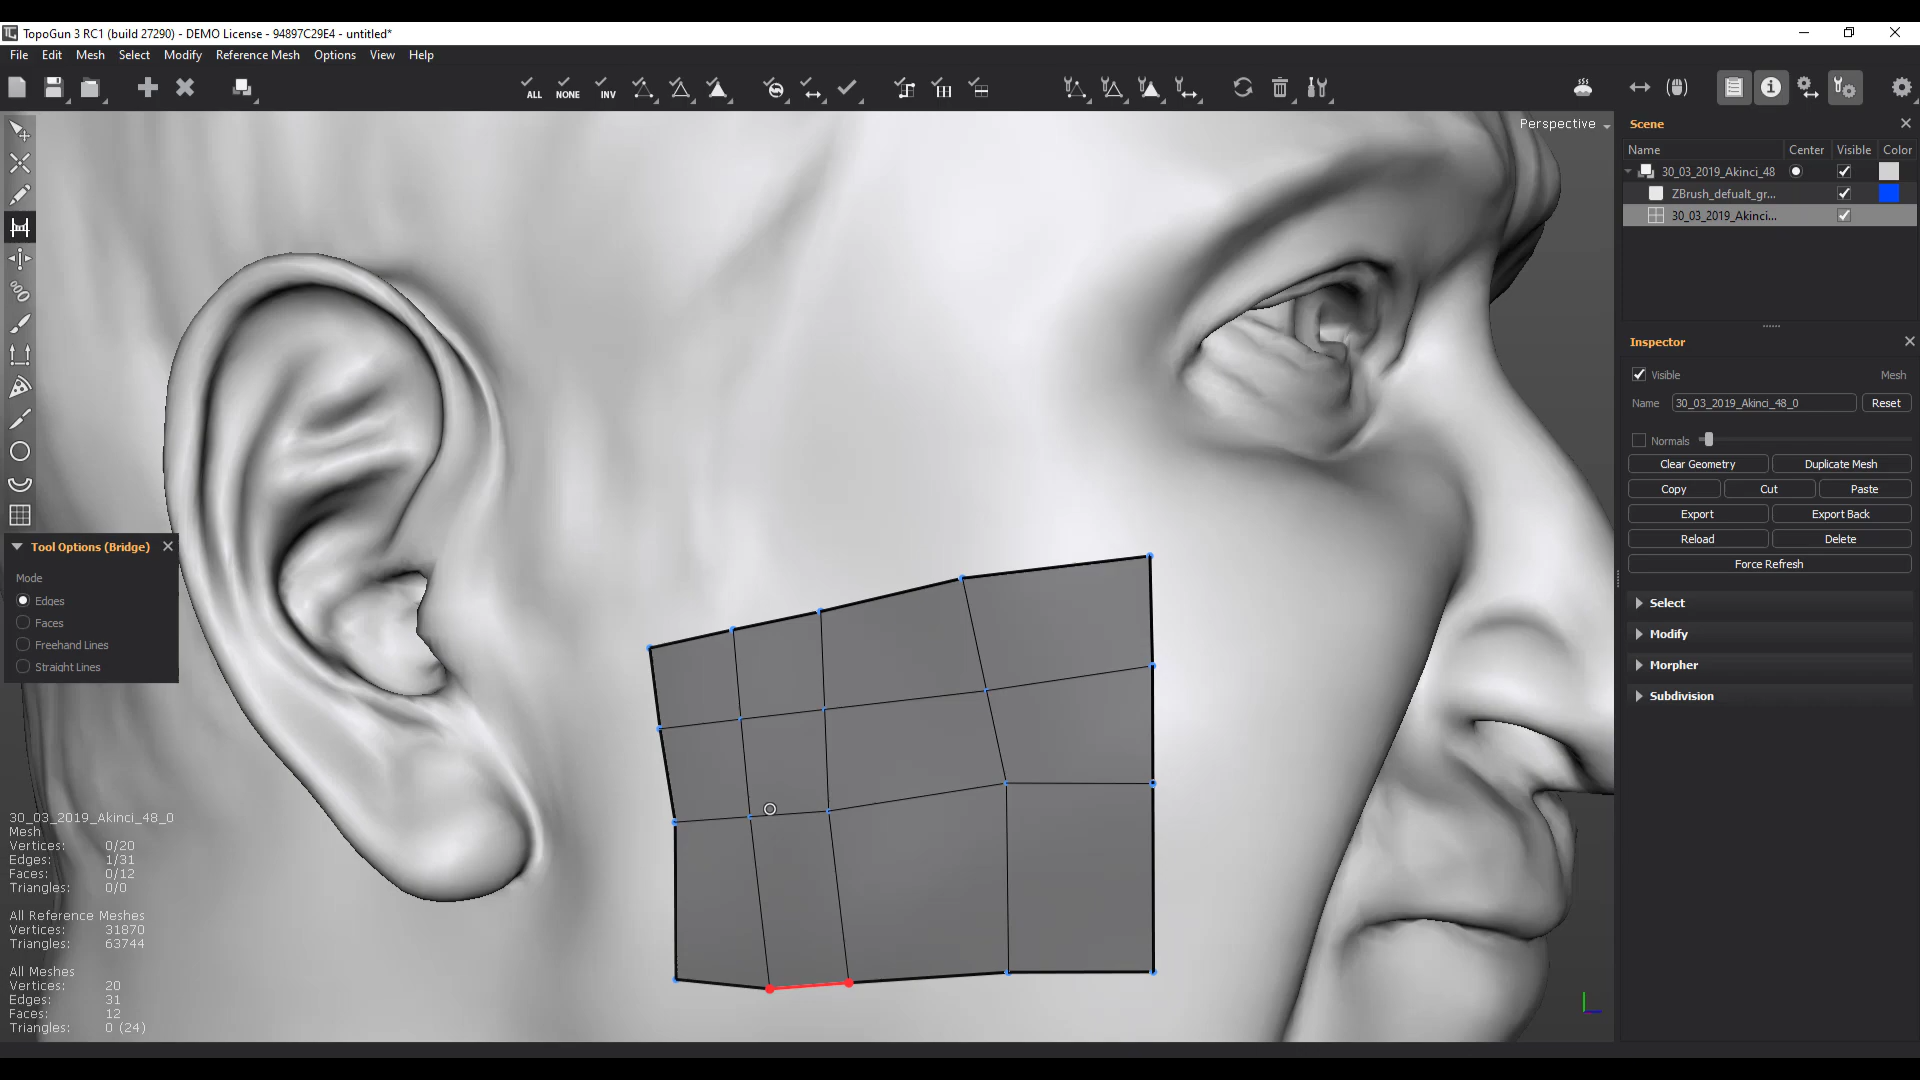 TopoGun 3 RC1 (build 27290) - DEMO License - 94897C29E4 - untitled*
File Edit Mesh Select Modify Reference Mesh Options View Help
ALL NONE INV
Perspective
Scene
Name Center Visible Color
30_03_2019_Akinci_48
ZBrush_defualt_gr...
30_03_2019_Akinci...
Inspector
Visible Mesh
Name 30_03_2019_Akinci_48_0 Reset
Normals
Clear Geometry Duplicate Mesh
Copy Cut Paste
Export Export Back
Reload Delete
Force Refresh
Select
Modify
Morpher
Subdivision
Tool Options (Bridge)
Mode
Edges
Faces
Freehand Lines
Straight Lines
30_03_2019_Akinci_48_0
Mesh
Vertices: 0/20
Edges: 1/31
Faces: 0/12
Triangles: 0/0
All Reference Meshes
Vertices: 31870
Triangles: 63744
All Meshes
Vertices: 20
Edges: 31
Faces: 12
Triangles: 0 (24)